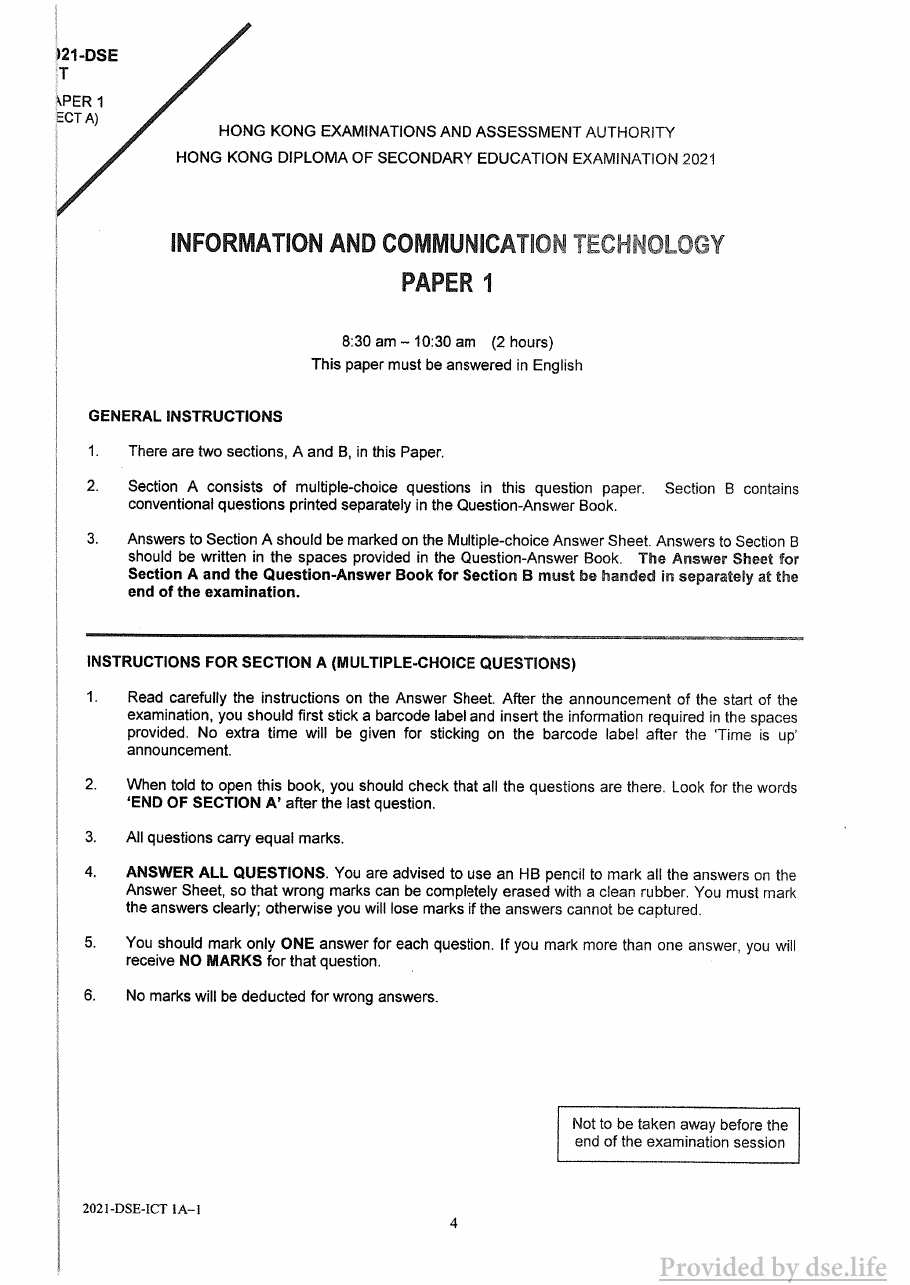 21-DSE
T
APER 1
ECT A)
HONG KONG EXAMINATIONS AND ASSESSMENT AUTHORITY
HONG KONG DIPLOMA OF SECONDARY EDUCATION EXAMINATION 2021
INFORMATION AND COMMUNICATION TECHNOLOGY
PAPER 1
8:30 am – 10:30 am (2 hours)
This paper must be answered in English
GENERAL INSTRUCTIONS
1. There are two sections, A and B, in this Paper.
2. Section A consists of multiple-choice questions in this question paper. Section B contains
conventional questions printed separately in the Question-Answer Book.
3. Answers to Section A should be marked on the Multiple-choice Answer Sheet. Answers to Section B
should be written in the spaces provided in the Question-Answer Book. The Answer Sheet for
Section A and the Question-Answer Book for Section B must be handed in separately at the
end of the examination.
INSTRUCTIONS FOR SECTION A (MULTIPLE-CHOICE QUESTIONS)
1. Read carefully the instructions on the Answer Sheet. After the announcement of the start of the
examination, you should first stick a barcode label and insert the information required in the spaces
provided. No extra time will be given for sticking on the barcode label after the 'Time is up'
announcement.
2. When told to open this book, you should check that all the questions are there. Look for the words
'END OF SECTION A' after the last question.
3. All questions carry equal marks.
4. ANSWER ALL QUESTIONS. You are advised to use an HB pencil to mark all the answers on the
Answer Sheet, so that wrong marks can be completely erased with a clean rubber. You must mark
the answers clearly; otherwise you will lose marks if the answers cannot be captured.
5. You should mark only ONE answer for each question. If you mark more than one answer, you will
receive NO MARKS for that question.
6. No marks will be deducted for wrong answers.
Not to be taken away before the
end of the examination session
2021-DSE-ICT 1A–1
4
Provided by dse.life